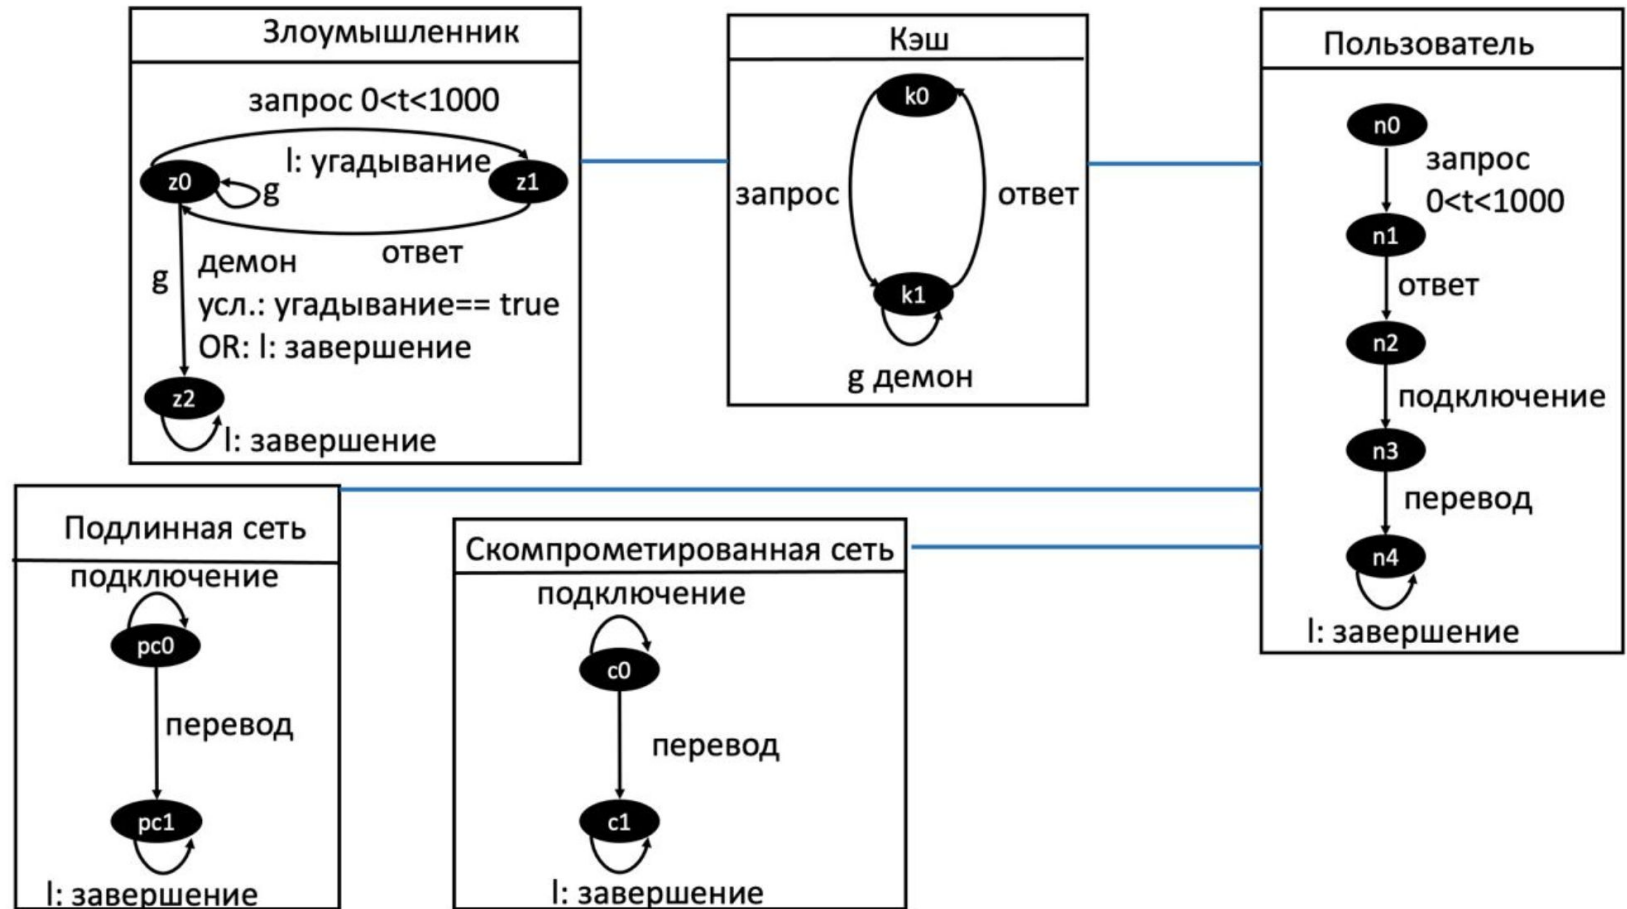 Злоумышленник
запрос 0<t<1000
l: угадывание
z0
g
z1
ответ
g
демон
усл.: угадывание== true
OR: l: завершение
z2
l: завершение
Кэш
k0
запрос
ответ
k1
g демон
Пользователь
n0
запрос
0<t<1000
n1
ответ
n2
подключение
n3
перевод
n4
l: завершение
Подлинная сеть
подключение
pc0
перевод
pc1
l: завершение
Скомпрометированная сеть
подключение
c0
перевод
c1
l: завершение